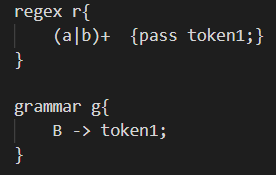 regex r{
    (a|b)+  {pass token1;}
}

grammar g{
    B -> token1;
}